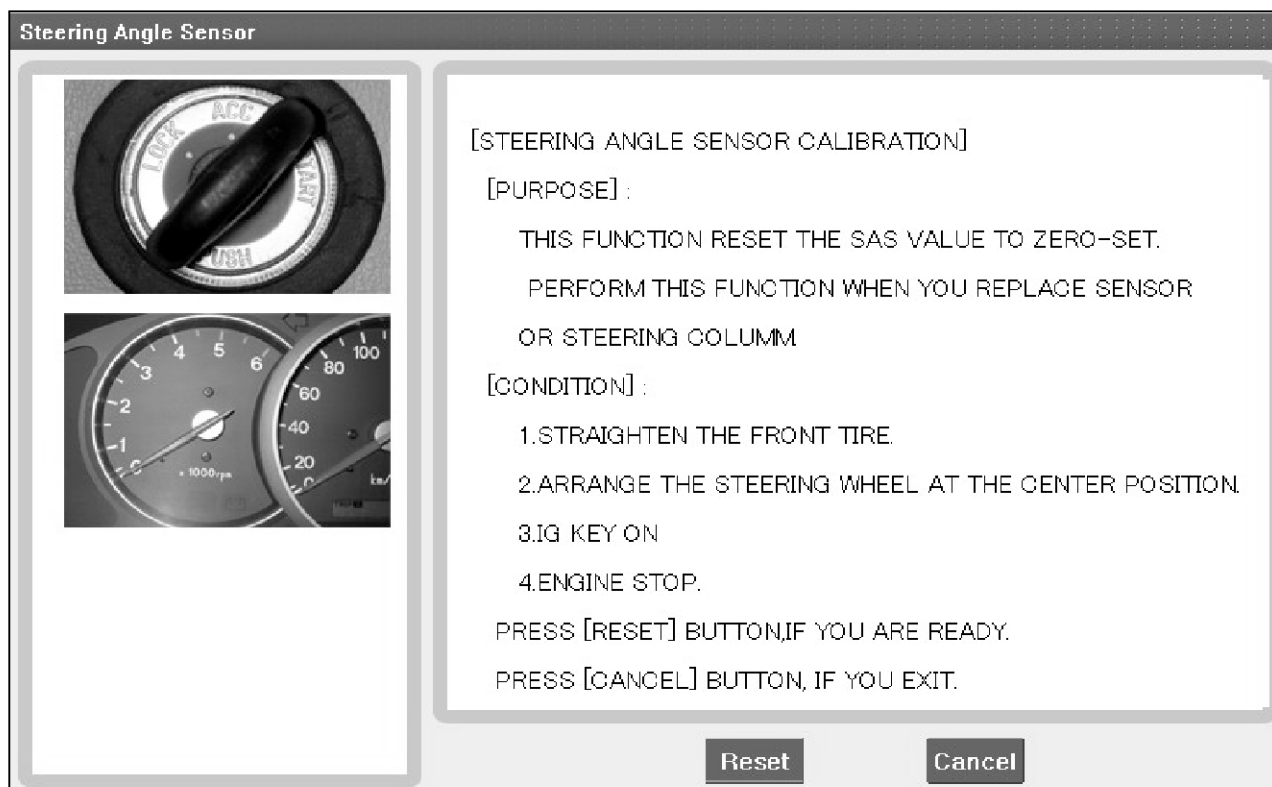 Steering Angle Sensor
LOCK ACC START
PUSH
[STEERING ANGLE SENSOR CALIBRATION]
[PURPOSE] :
THIS FUNCTION RESET THE SAS VALUE TO ZERO-SET.
PERFORM THIS FUNCTION WHEN YOU REPLACE SENSOR
OR STEERING COLUMM.
[CONDITION] :
1.STRAIGHTEN THE FRONT TIRE.
2.ARRANGE THE STEERING WHEEL AT THE CENTER POSITION.
3.IG KEY ON
4.ENGINE STOP.
PRESS [RESET] BUTTON,IF YOU ARE READY.
PRESS [CANCEL] BUTTON, IF YOU EXIT.
0 1 2 3 4 5 6
× 1000rpm
0 20 40 60 80 100
km/
Reset Cancel